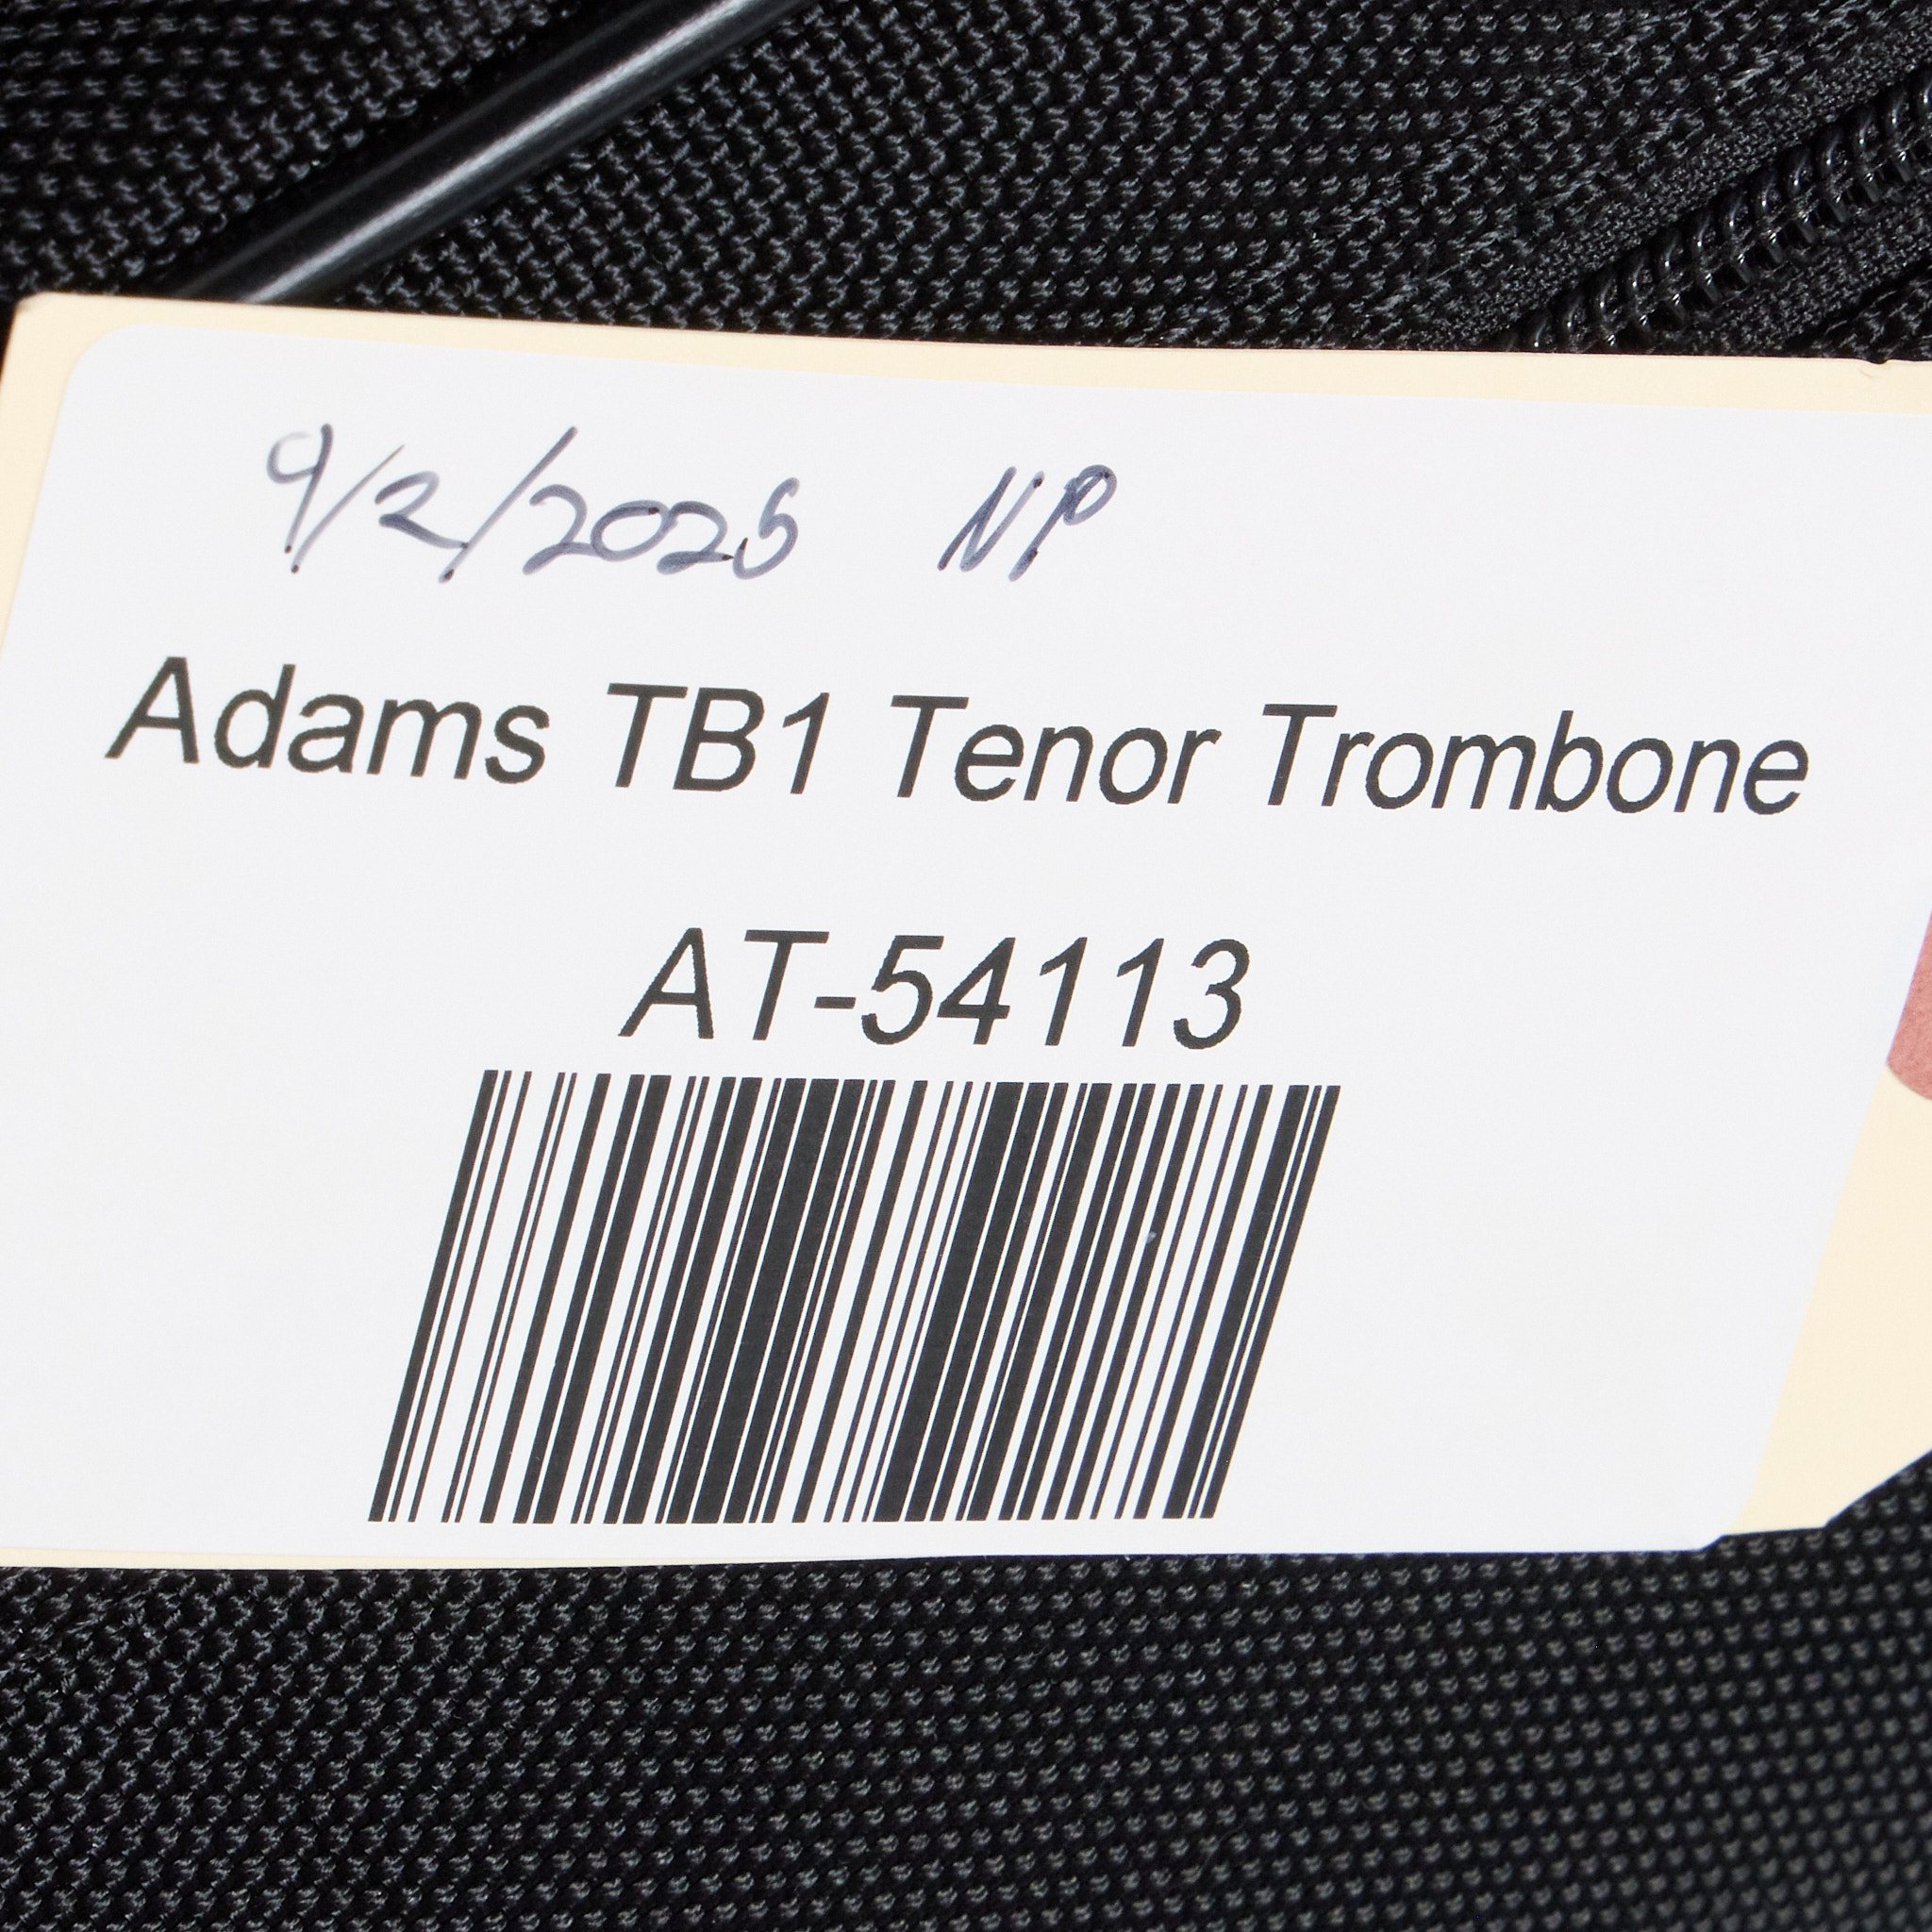 9/2/2025 NP
Adams TB1 Tenor Trombone
AT-54113